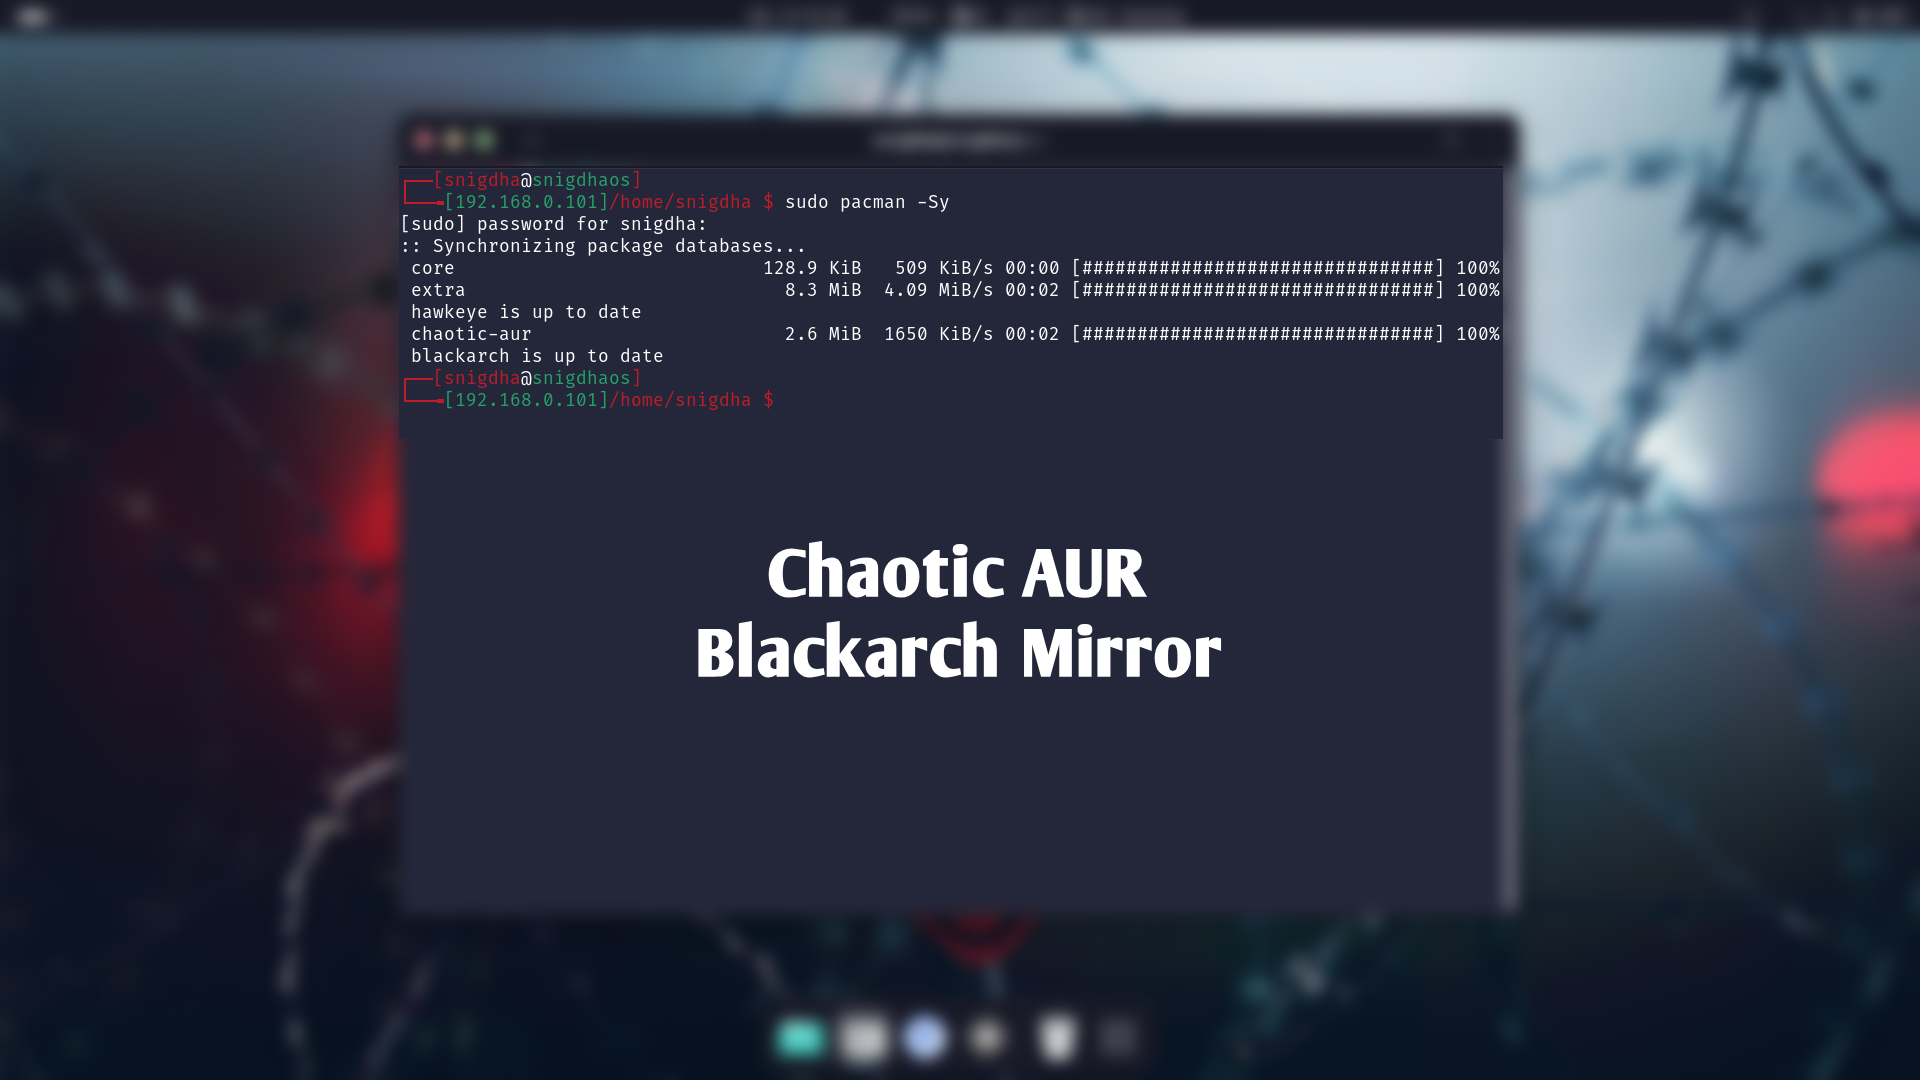 ┌──[snigdha@snigdhaos]
└──╼[192.168.0.101]/home/snigdha $ sudo pacman -Sy
[sudo] password for snigdha:
:: Synchronizing package databases...
core 128.9 KiB 509 KiB/s 00:00 [################################] 100%
extra 8.3 MiB 4.09 MiB/s 00:02 [################################] 100%
hawkeye is up to date
chaotic-aur 2.6 MiB 1650 KiB/s 00:02 [################################] 100%
blackarch is up to date
┌──[snigdha@snigdhaos]
└──╼[192.168.0.101]/home/snigdha $
Chaotic AUR
Blackarch Mirror